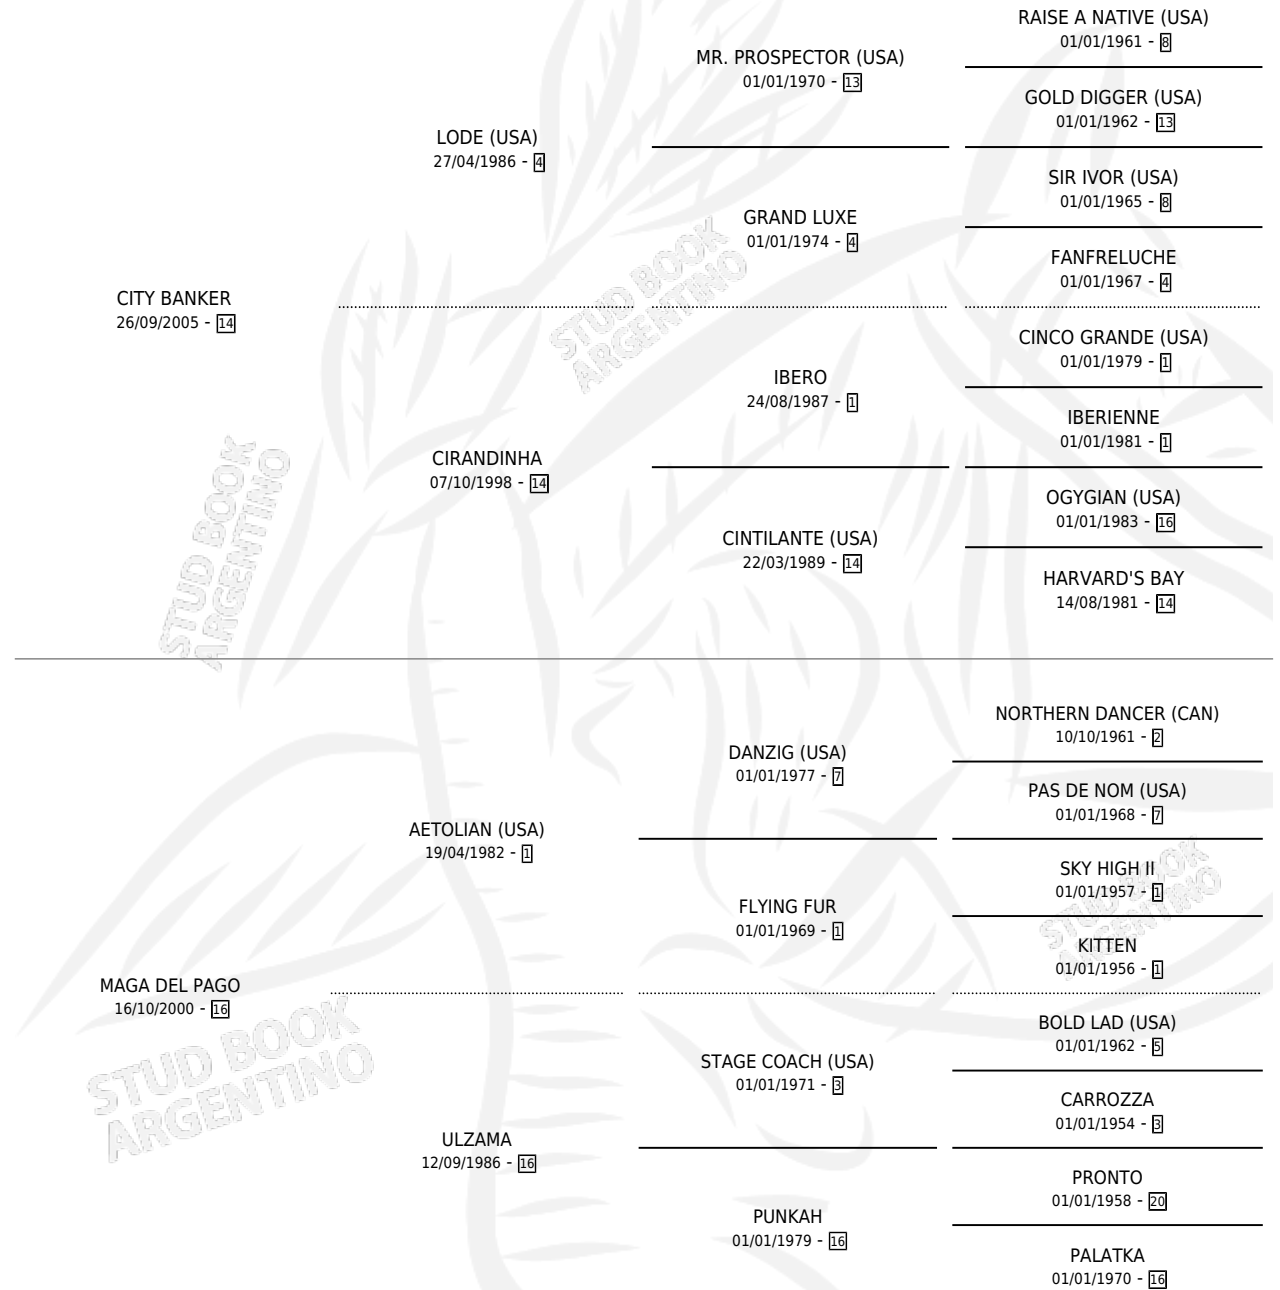 RAISE A NATIVE (USA)
01/01/1961 - 8
MR. PROSPECTOR (USA)
01/01/1970 - 13
GOLD DIGGER (USA)
01/01/1962 - 13
LODE (USA)
27/04/1986 - 4
SIR IVOR (USA)
01/01/1965 - 8
GRAND LUXE
01/01/1974 - 4
FANFRELUCHE
01/01/1967 - 4
CITY BANKER
26/09/2005 - 14
CINCO GRANDE (USA)
01/01/1979 - 1
IBERO
24/08/1987 - 1
IBERIENNE
01/01/1981 - 1
CIRANDINHA
07/10/1998 - 14
OGYGIAN (USA)
01/01/1983 - 16
CINTILANTE (USA)
22/03/1989 - 14
HARVARD'S BAY
14/08/1981 - 14
NORTHERN DANCER (CAN)
10/10/1961 - 2
DANZIG (USA)
01/01/1977 - 7
PAS DE NOM (USA)
01/01/1968 - 7
AETOLIAN (USA)
19/04/1982 - 1
SKY HIGH II
01/01/1957 - 1
FLYING FUR
01/01/1969 - 1
KITTEN
01/01/1956 - 1
MAGA DEL PAGO
16/10/2000 - 16
BOLD LAD (USA)
01/01/1962 - 5
STAGE COACH (USA)
01/01/1971 - 3
CARROZZA
01/01/1954 - 3
ULZAMA
12/09/1986 - 16
PRONTO
01/01/1958 - 20
PUNKAH
01/01/1979 - 16
PALATKA
01/01/1970 - 16
STUD BOOK
ARGENTINO
STUD BOOK
ARGENTINO
STUD BOOK
ARGENTINO
STUD BOOK
ARGENTINO